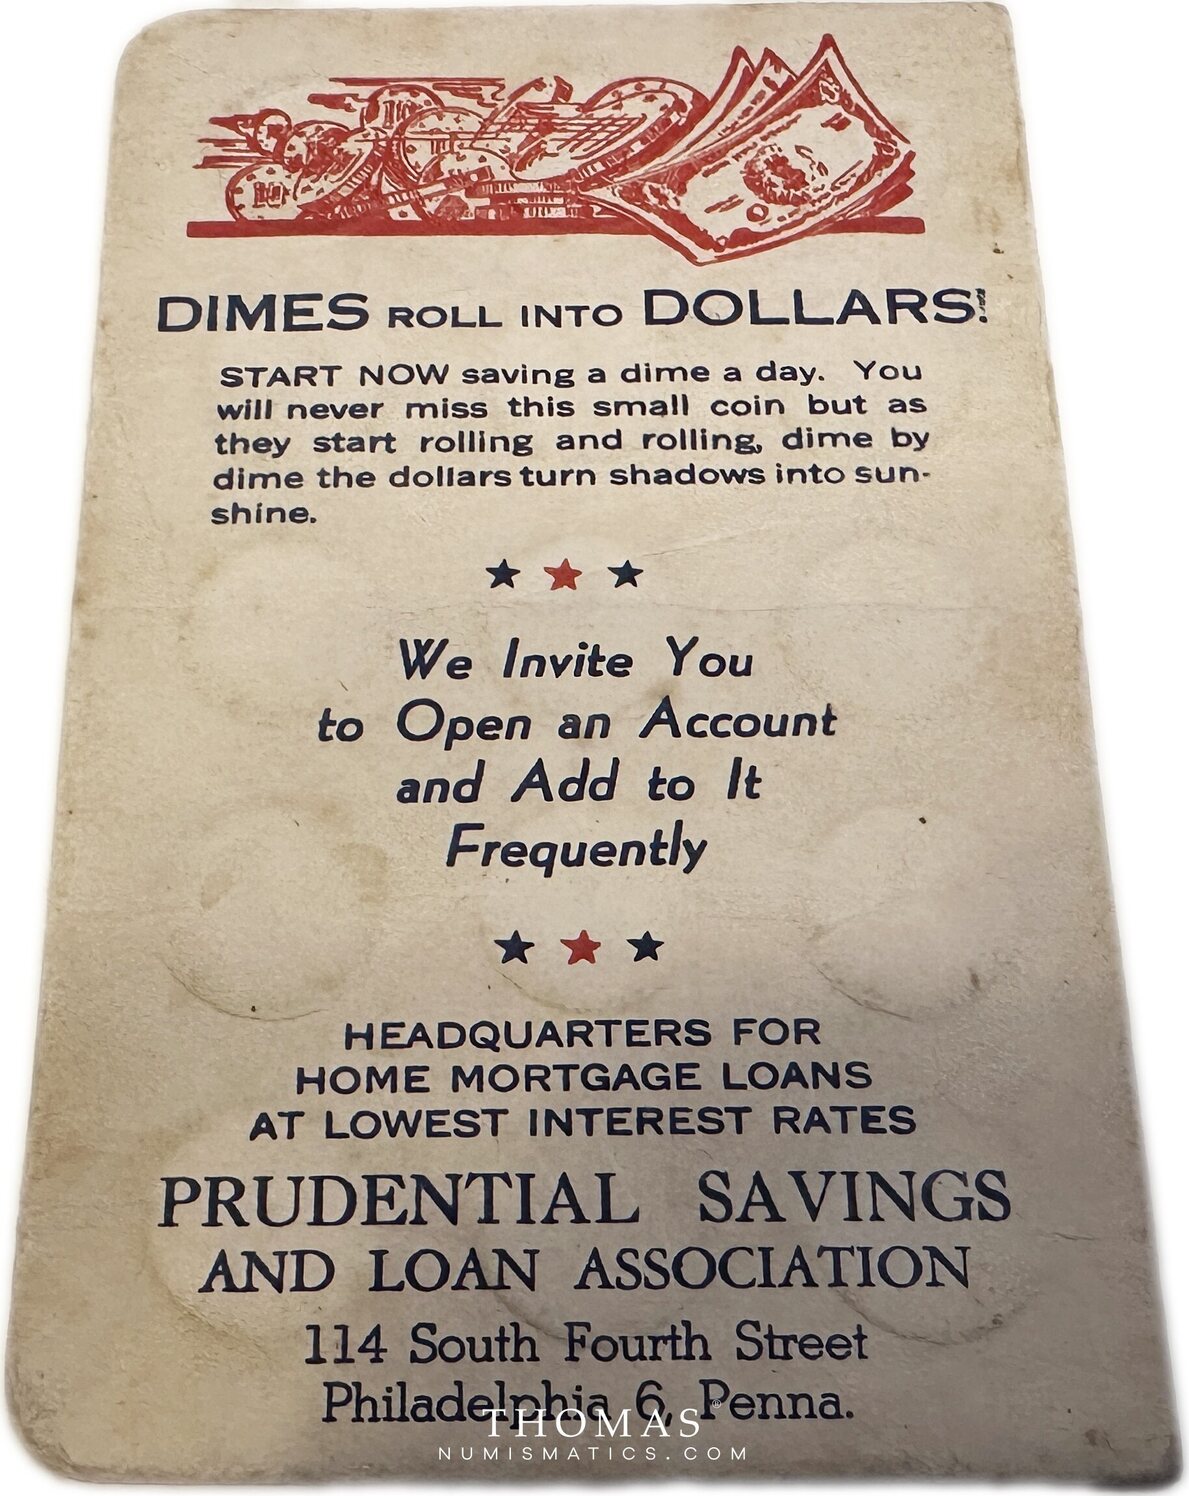 DIMES ROLL INTO DOLLARS!
START NOW saving a dime a day. You
will never miss this small coin but as
they start rolling and rolling, dime by
dime the dollars turn shadows into sun-
shine.
We Invite You
to Open an Account
and Add to It
Frequently
HEADQUARTERS FOR
HOME MORTGAGE LOANS
AT LOWEST INTEREST RATES
PRUDENTIAL SAVINGS
AND LOAN ASSOCIATION
114 South Fourth Street
Philadelphia 6, Penna.
THOMAS®
NUMISMATICS.COM